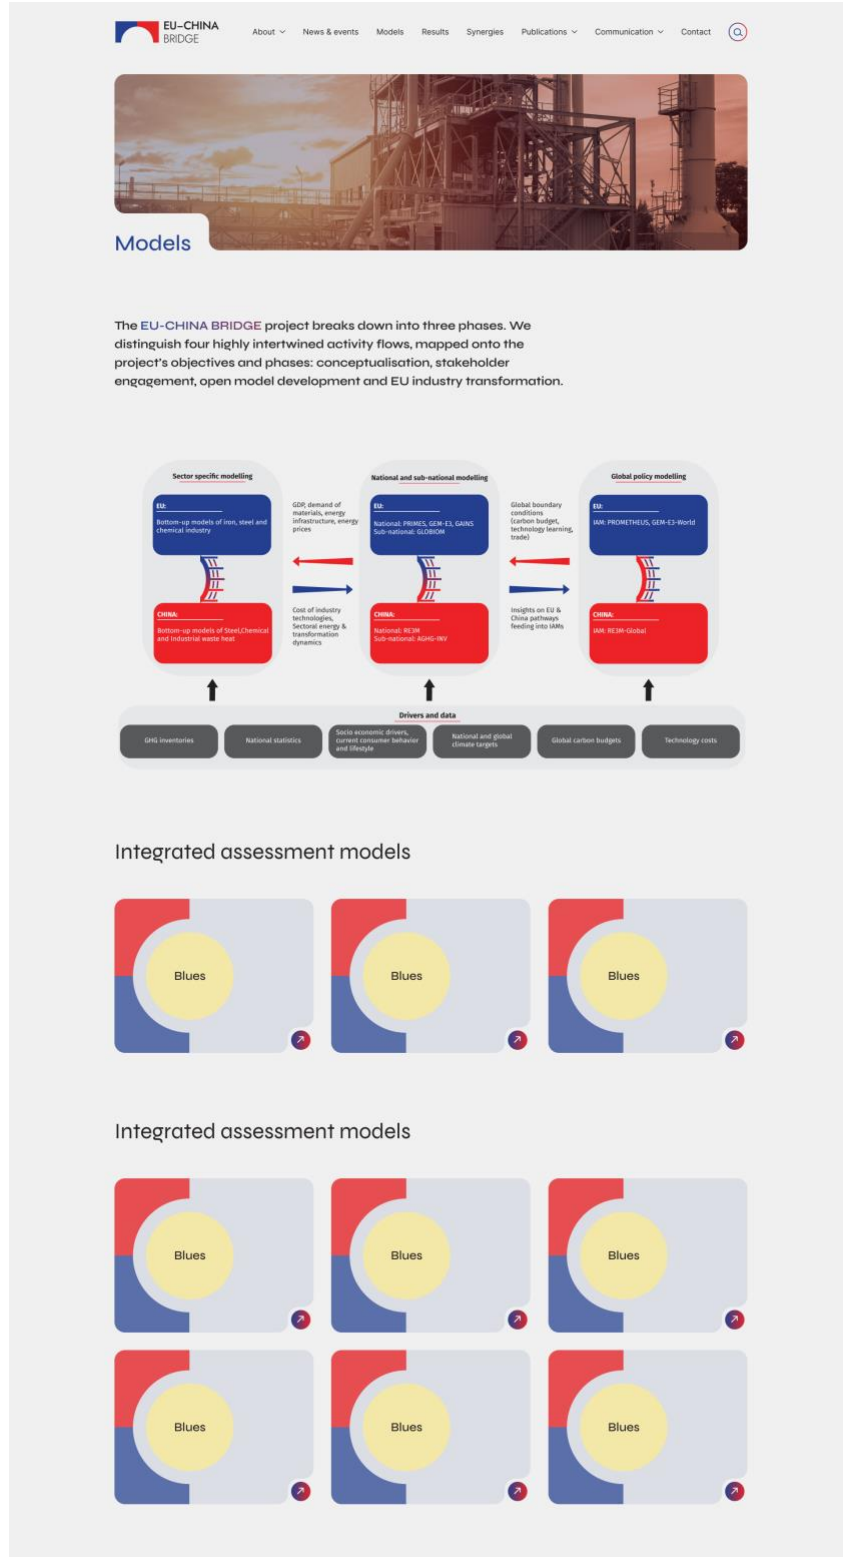 EU–CHINA
BRIDGE
About
News & events
Models
Results
Synergies
Publications
Communication
Contact
Models
The EU-CHINA BRIDGE project breaks down into three phases. We
distinguish four highly intertwined activity flows, mapped onto the
project's objectives and phases: conceptualisation, stakeholder
engagement, open model development and EU industry transformation.
Sector specific modelling
EU:
Bottom-up models of iron, steel and
chemical industry
CHINA:
Bottom-up models of Steel,Chemical
and Industrial waste heat
GDP, demand of
materials, energy
infrastructure, energy
prices
Cost of industry
technologies,
Sectoral energy &
transformation
dynamics
National and sub-national modelling
EU:
National: PRIMES, GEM-E3, GAINS
Sub-national: GLOBIOM
CHINA:
National: RE3M
Sub-national: AGHG-INV
Global boundary
conditions
(carbon budget,
technology learning,
trade)
Insights on EU &
China pathways
feeding into IAMs
Global policy modelling
EU:
IAM: PROMETHEUS, GEM-E3-World
CHINA:
IAM: RE3M-Global
Drivers and data
GHG inventories
National statistics
Socio economic drivers,
current consumer behavior
and lifestyle
National and global
climate targets
Global carbon budgets
Technology costs
Integrated assessment models
Blues
Blues
Blues
Integrated assessment models
Blues
Blues
Blues
Blues
Blues
Blues